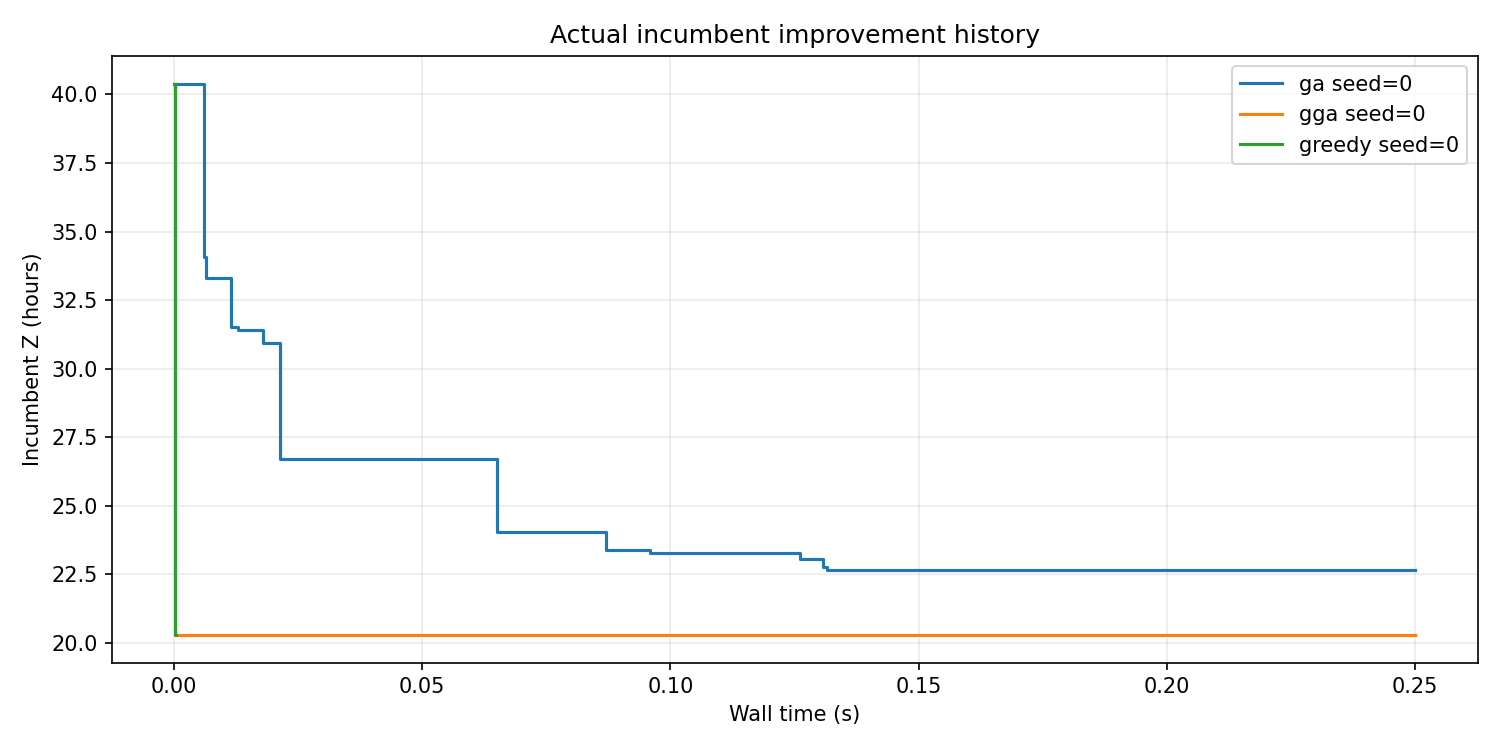 Actual incumbent improvement history
ga seed=0
gga seed=0
greedy seed=0
Incumbent Z (hours)
40.0
37.5
35.0
32.5
30.0
27.5
25.0
22.5
20.0
0.00 0.05 0.10 0.15 0.20 0.25
Wall time (s)